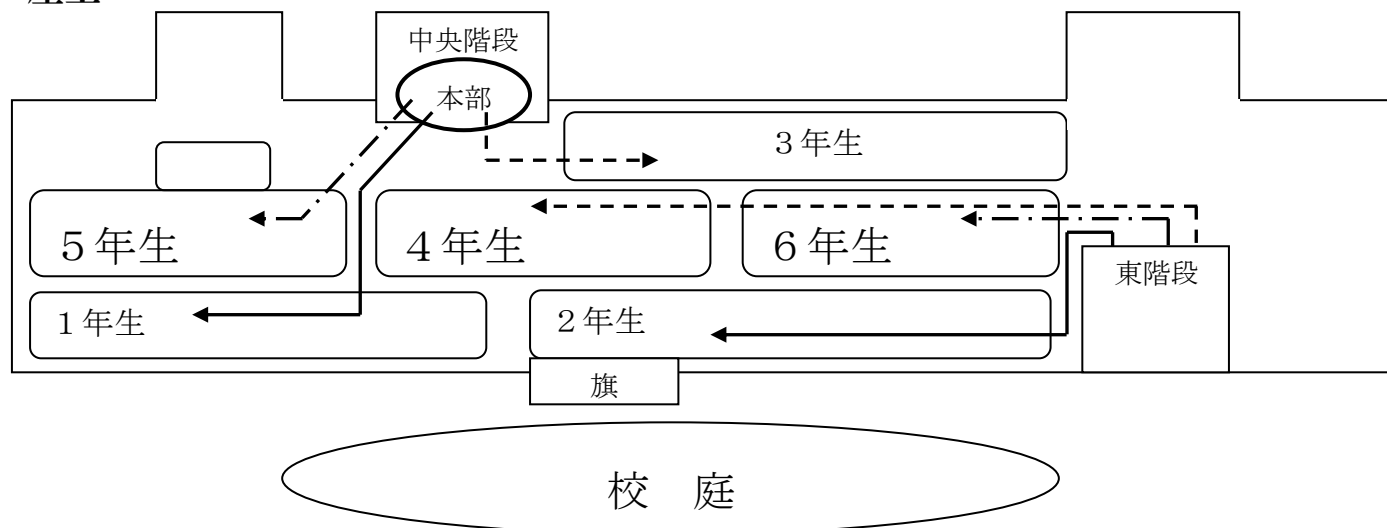 中央階段
本部
３年生
５年生
４年生
６年生
東階段
１年生
２年生
旗
校　庭